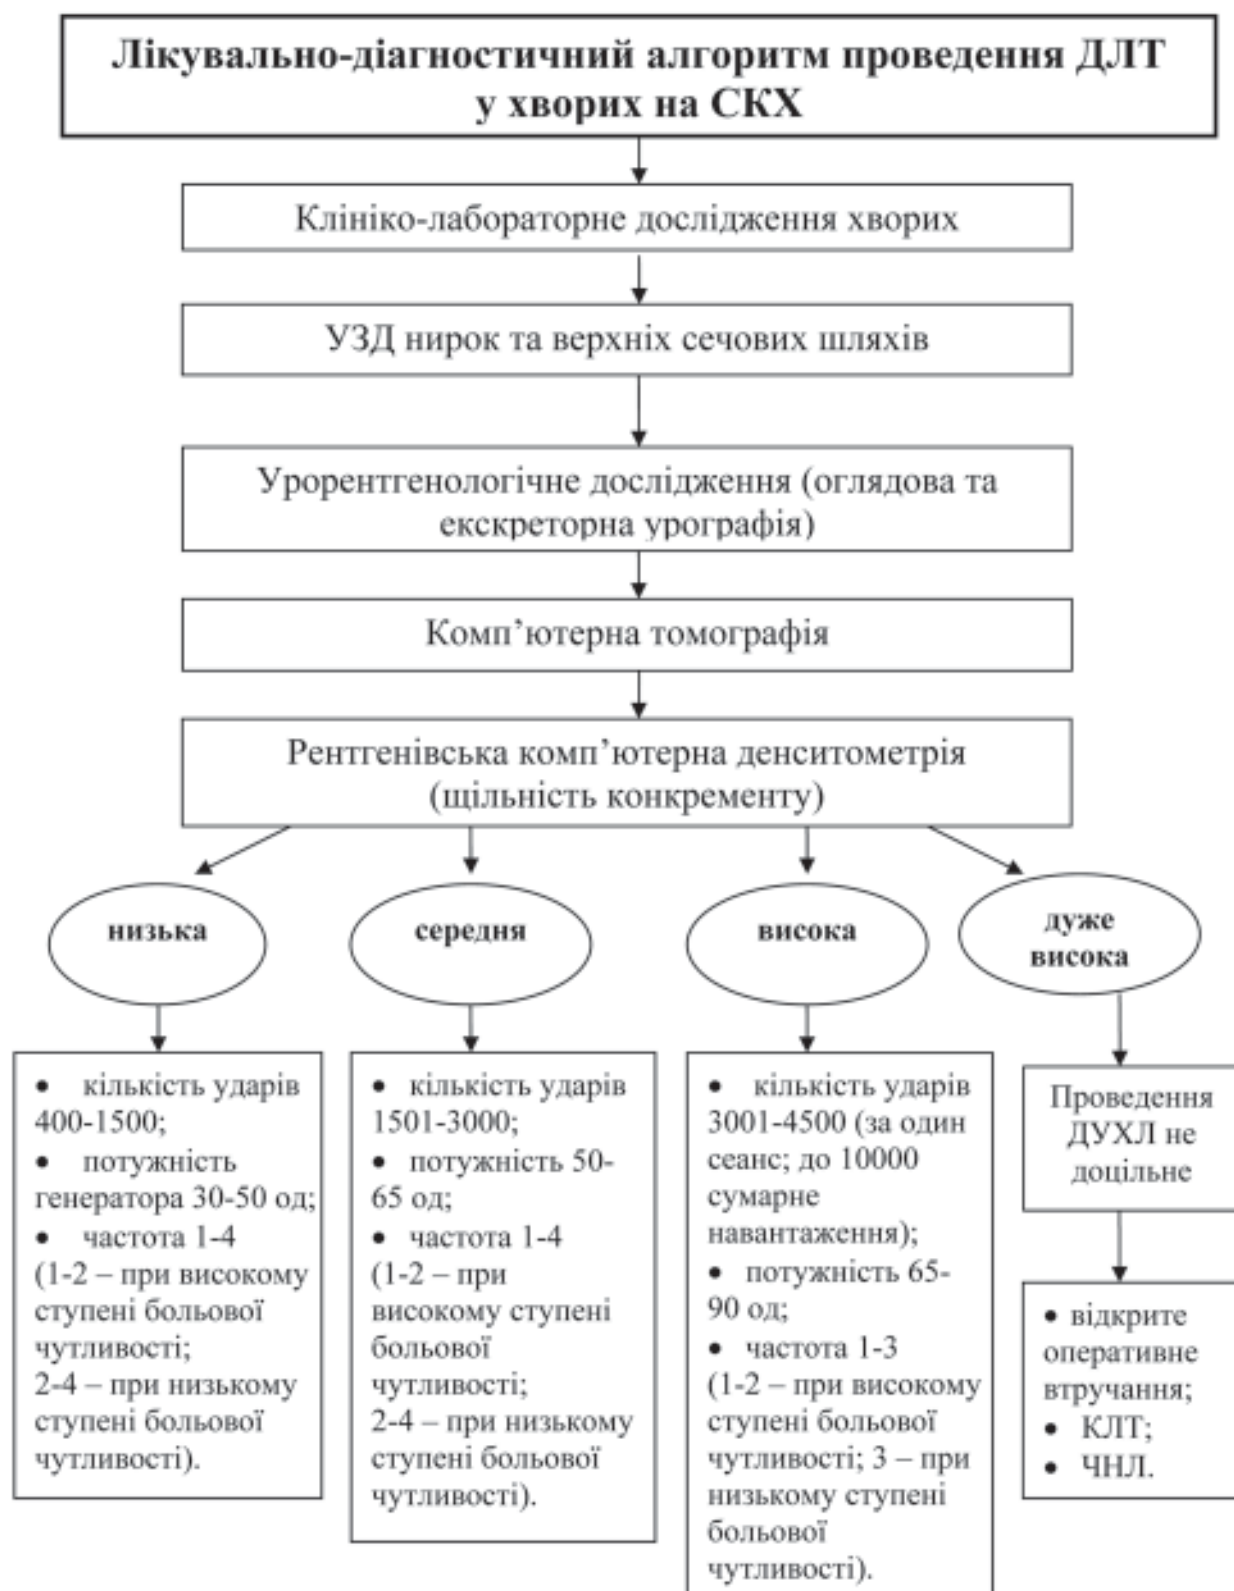 Лікувально-діагностичний алгоритм проведення ДЛТ
у хворих на СКХ
Клініко-лабораторне дослідження хворих
УЗД нирок та верхніх сечових шляхів
Урорентгенологічне дослідження (оглядова та
екскреторна урографія)
Комп’ютерна томографія
Рентгенівська комп’ютерна денситометрія
(щільність конкременту)
низька
середня
висока
дуже
висока
• кількість ударів
400-1500;
• потужність
генератора 30-50 од;
• частота 1-4
(1-2 – при високому
ступені больової
чутливості;
2-4 – при низькому
ступені больової
чутливості).
• кількість ударів
1501-3000;
• потужність 50-
65 од;
• частота 1-4
(1-2 – при
високому ступені
больової
чутливості;
2-4 – при низькому
ступені больової
чутливості).
• кількість ударів
3001-4500 (за один
сеанс; до 10000
сумарне
навантаження);
• потужність 65-
90 од;
• частота 1-3
(1-2 – при високому
ступені больової
чутливості; 3 – при
низькому ступені
больової
чутливості).
Проведення
ДУХЛ не
доцільне
• відкрите
оперативне
втручання;
• КЛТ;
• ЧНЛ.